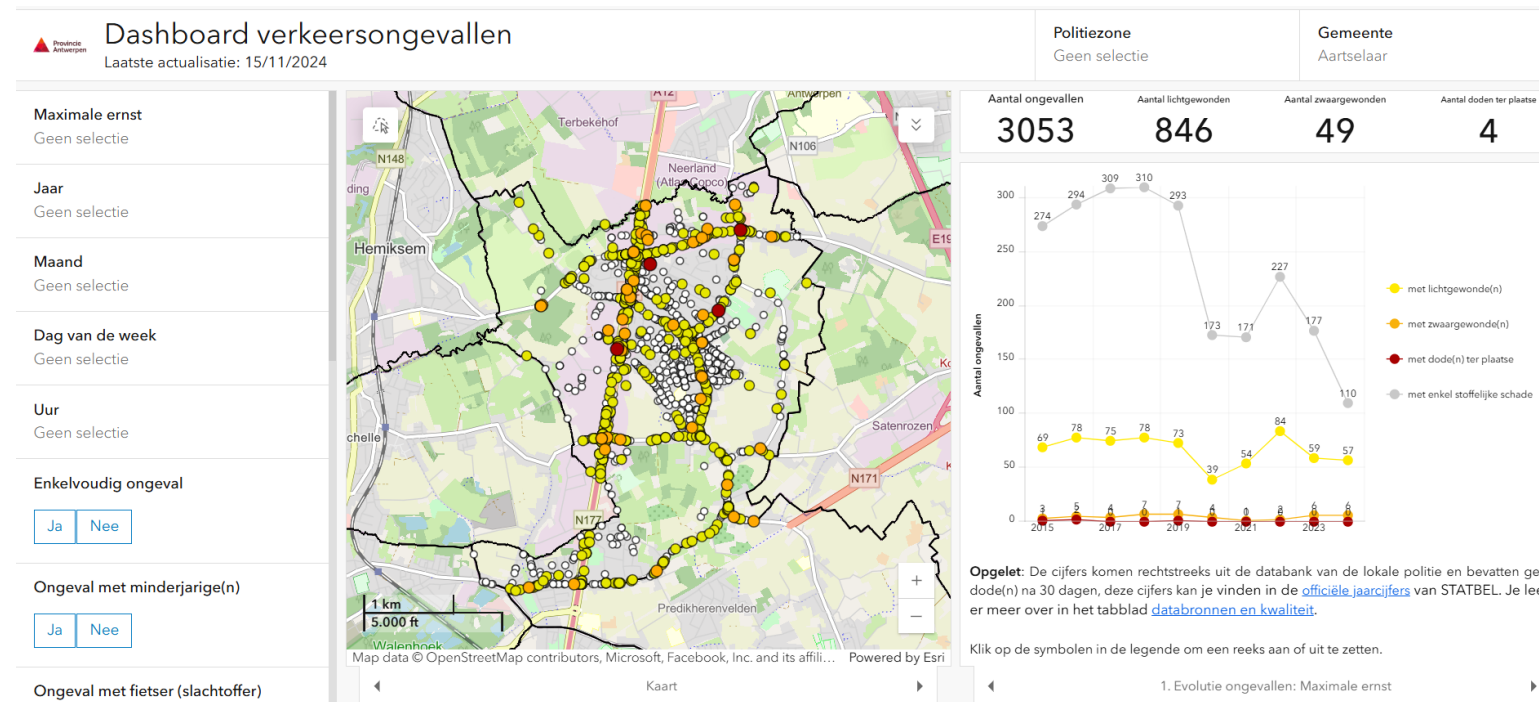 Provincie
Antwerpen
Dashboard verkeersongevallen
Laatste actualisatie: 15/11/2024
Politiezone
Geen selectie
Gemeente
Aartselaar
Maximale ernst
Geen selectie
Jaar
Geen selectie
Maand
Geen selectie
Dag van de week
Geen selectie
Uur
Geen selectie
Enkelvoudig ongeval
Ja Nee
Ongeval met minderjarige(n)
Ja Nee
Ongeval met fietser (slachtoffer)
A12
Antwerpen
Terbekehof
N148
N106
Neerland
(Atlas Copco)
ding
Hemiksem
E19
Satenrozen
chelle
N171
N177
Predikherenvelden
1 km
5.000 ft
Walenhoek
+
−
Map data © OpenStreetMap contributors, Microsoft, Facebook, Inc. and its affili... Powered by Esri
Kaart
Aantal ongevallen
3053
Aantal lichtgewonden
846
Aantal zwaargewonden
49
Aantal doden ter plaatse
4
Aantal ongevallen
300
250
200
150
100
50
0
274
294
309
310
293
173
171
227
177
110
69
78
75
78
73
39
54
84
59
57
2015
2017
2019
2021
2023
met lichtgewonde(n)
met zwaargewonde(n)
met dode(n) ter plaatse
met enkel stoffelijke schade
Opgelet: De cijfers komen rechtstreeks uit de databank van de lokale politie en bevatten ge
dode(n) na 30 dagen, deze cijfers kan je vinden in de officiële jaarcijfers van STATBEL. Je lee
er meer over in het tabblad databronnen en kwaliteit.
Klik op de symbolen in de legende om een reeks aan of uit te zetten.
1. Evolutie ongevallen: Maximale ernst